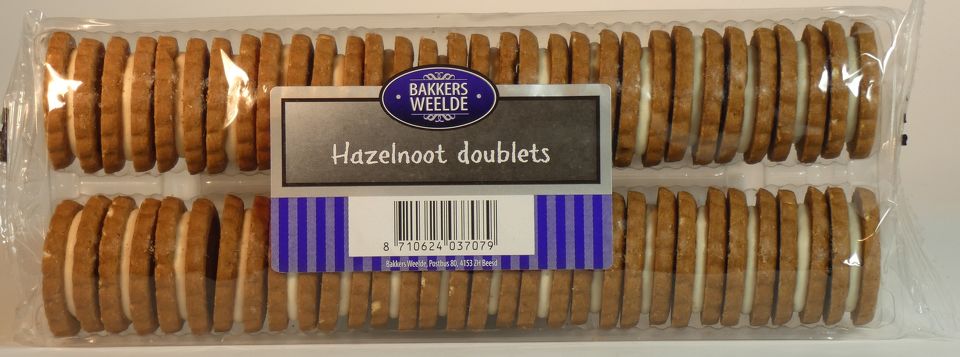 BAKKERS
WEELDE
Hazelnoot doublets
8 710624 037079
Bakkers Weelde, Postbus 80, 4153 ZH Beesd